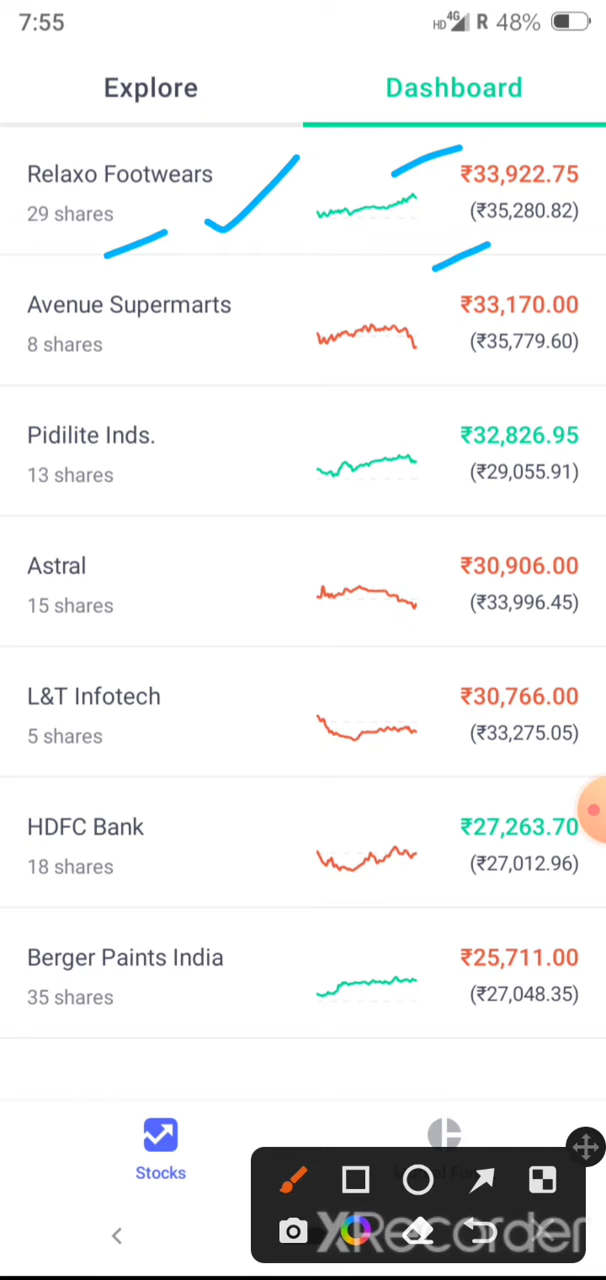 7:55 HD 4G R 48%
Explore Dashboard
Relaxo Footwears ₹33,922.75
29 shares (₹35,280.82)
Avenue Supermarts ₹33,170.00
8 shares (₹35,779.60)
Pidilite Inds. ₹32,826.95
13 shares (₹29,055.91)
Astral ₹30,906.00
15 shares (₹33,996.45)
L&T Infotech ₹30,766.00
5 shares (₹33,275.05)
HDFC Bank ₹27,263.70
18 shares (₹27,012.96)
Berger Paints India ₹25,711.00
35 shares (₹27,048.35)
Stocks
XRecorder